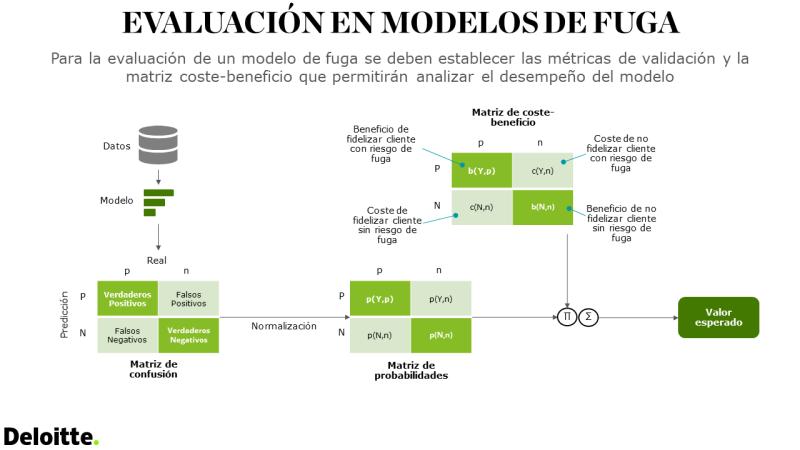 EVALUACIÓN EN MODELOS DE FUGA
Para la evaluación de un modelo de fuga se deben establecer las métricas de validación y la
matriz coste-beneficio que permitirán analizar el desempeño del modelo
Matriz de coste-
beneficio
p
n
P
N
b(Y,p)
c(Y,n)
c(N,n)
b(N,n)
Beneficio de
fidelizar cliente
con riesgo de
fuga
Coste de no
fidelizar cliente
con riesgo de
fuga
Coste de
fidelizar cliente
sin riesgo de
fuga
Beneficio de no
fidelizar cliente
sin riesgo de
fuga
Datos
Modelo
Real
p
n
Predicción
P
N
Verdaderos
Positivos
Falsos
Positivos
Falsos
Negativos
Verdaderos
Negativos
Matriz de
confusión
Normalización
p
n
P
N
p(Y,p)
p(Y,n)
p(N,n)
p(N,n)
Matriz de
probabilidades
Π
Σ
Valor
esperado
Deloitte.